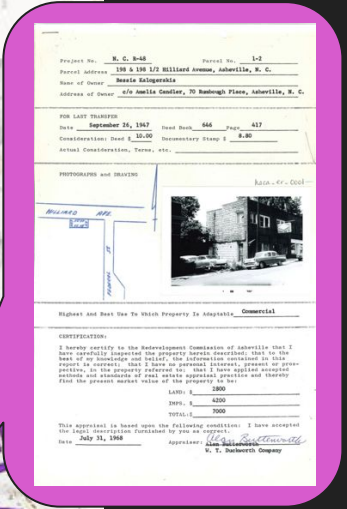 Project No. N. C. R-48 Parcel No. 1-2
Parcel Address 198 & 198 1/2 Hilliard Avenue, Asheville, N. C.
Name of Owner Bessie Kalogerakis
Address of Owner c/o Amelia Candler, 70 Rumbough Place, Asheville, N. C.
FOR LAST TRANSFER
Date September 26, 1947 Deed Book 646 Page 417
Consideration: Deed $ 10.00 Documentary Stamp $ 8.80
Actual Consideration, Terms, etc.
PHOTOGRAPHS and DRAWING
HILLIARD AVE.
ST
Highest and Best Use To Which Property Is Adaptable Commercial
CERTIFICATION:
I hereby certify to the Redevelopment Commission of Asheville that I
have carefully inspected the property herein described; that to the
best of my knowledge and belief, the information contained in this
report is correct; that I have no personal interest, present or pros-
pective, in the property referred to; that I have applied accepted
methods and standards of real estate appraisal practice and thereby
find the present market value of the property to be:
LAND: $ 2800
IMPS. $ 4200
TOTAL: $ 7000
This appraisal is based upon the following condition: I have accepted
the legal description furnished by you as correct.
Date July 31, 1968 Appraiser: Alan Butterworth
Alan Butterworth
W. T. Duckworth Company